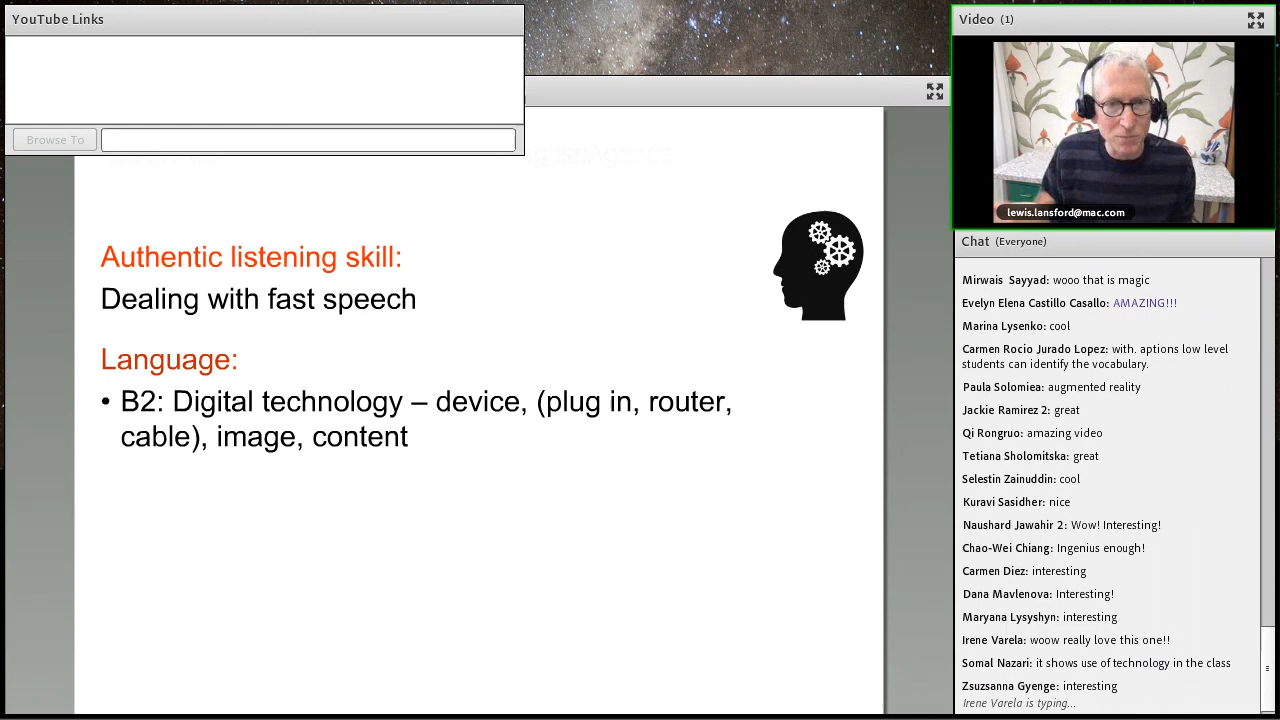 YouTube Links
Browse To
Authentic listening skill:
Dealing with fast speech
Language:
• B2: Digital technology – device, (plug in, router,
cable), image, content
Video (1)
lewis.lansford@mac.com
Chat (Everyone)
Mirwais Sayyad: wooo that is magic
Evelyn Elena Castillo Casallo: AMAZING!!!
Marina Lysenko: cool
Carmen Rocio Jurado Lopez: with. aptions low level
students can identify the vocabulary.
Paula Solomiea: augmented reality
Jackie Ramirez 2: great
Qi Rongruo: amazing video
Tetiana Sholomitska: great
Selestin Zainuddin: cool
Kuravi Sasidher: nice
Naushard Jawahir 2: Wow! Interesting!
Chao-Wei Chiang: Ingenius enough!
Carmen Diez: interesting
Dana Mavlenova: Interesting!
Maryana Lysyshyn: interesting
Irene Varela: woow really love this one!!
Somal Nazari: it shows use of technology in the class
Zsuzsanna Gyenge: interesting
Irene Varela is typing...